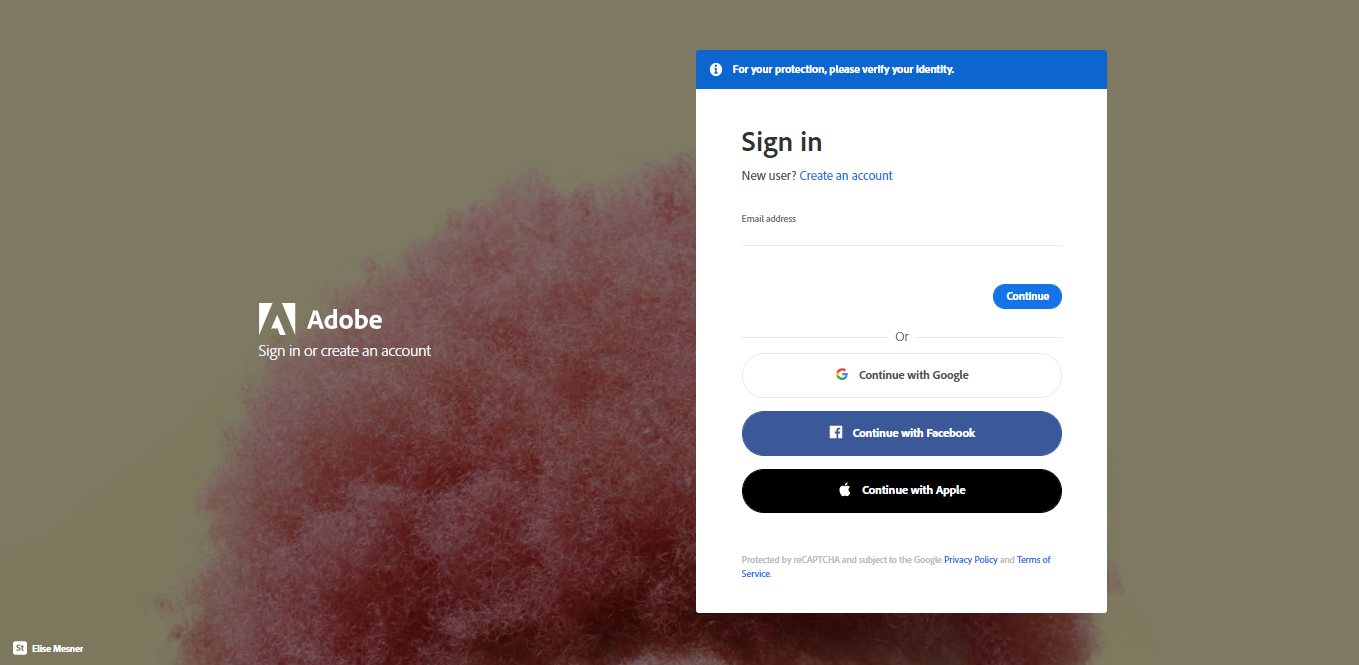 For your protection, please verify your identity.
Sign in
New user? Create an account
Email address
Continue
Or
Continue with Google
Continue with Facebook
Continue with Apple
Protected by reCAPTCHA and subject to the Google Privacy Policy and Terms of
Service.
Adobe
Sign in or create an account
St Elise Mesner